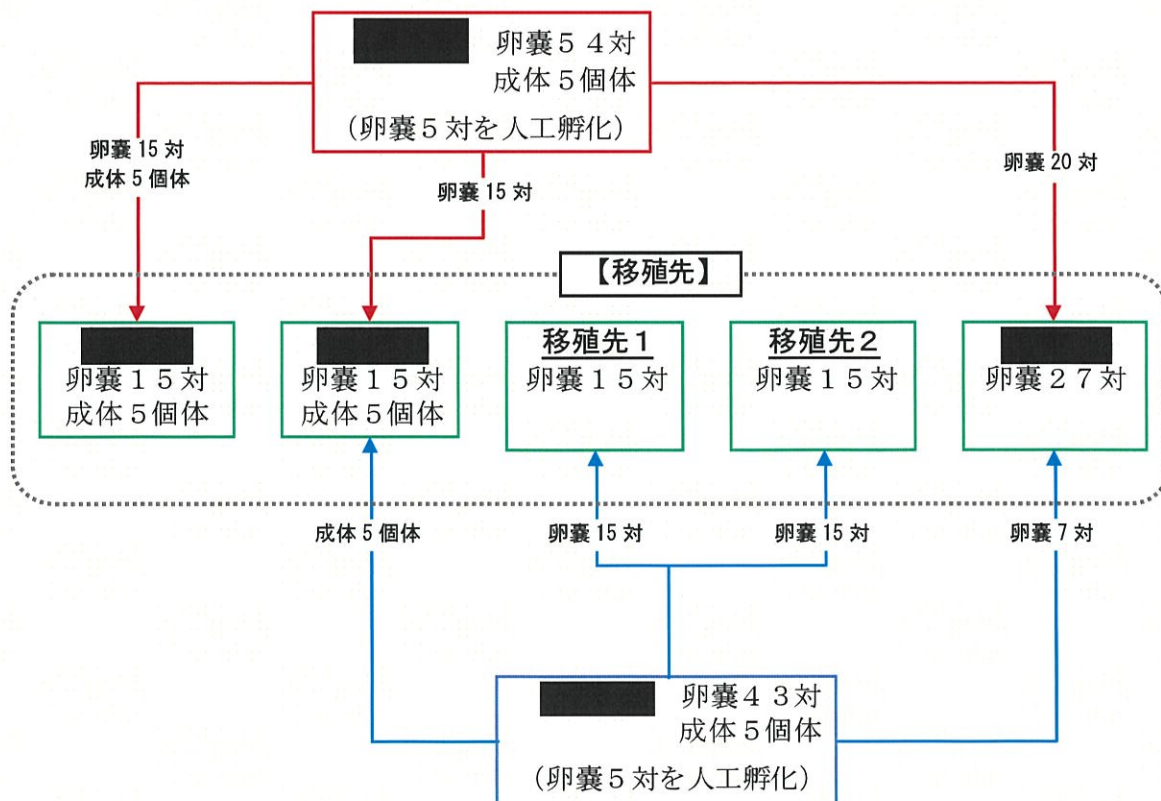 卵嚢５４対
成体５個体
（卵嚢５対を人工孵化）
卵嚢 15 対
成体 5 個体
卵嚢 15 対
卵嚢 20 対
【移殖先】
卵嚢１５対
成体５個体
卵嚢１５対
成体５個体
移殖先１
卵嚢１５対
移殖先２
卵嚢１５対
卵嚢２７対
成体 5 個体
卵嚢 15 対
卵嚢 15 対
卵嚢 7 対
卵嚢４３対
成体５個体
（卵嚢５対を人工孵化）